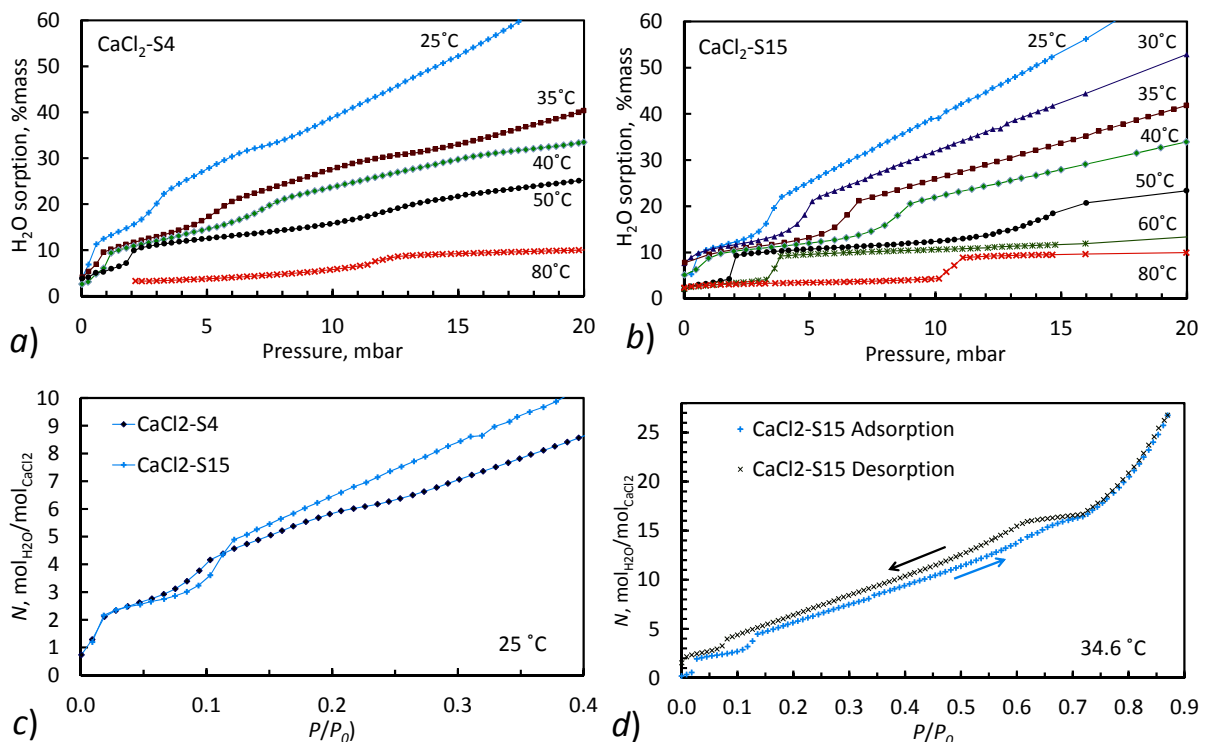 CaCl2-S4
25˚C
35˚C
40˚C
50˚C
80˚C
H2O sorption, %mass
60
50
40
30
20
10
0
0
5
10
15
20
Pressure, mbar
a)
CaCl2-S15
25˚C
30˚C
35˚C
40˚C
50˚C
60˚C
80˚C
H2O sorption, %mass
60
50
40
30
20
10
0
0
5
10
15
20
Pressure, mbar
b)
CaCl2-S4
CaCl2-S15
25 ˚C
N, molH2O/molCaCl2
10
9
8
7
6
5
4
3
2
1
0
0
0.1
0.2
0.3
0.4
P/P0)
c)
CaCl2-S15 Adsorption
CaCl2-S15 Desorption
34.6 ˚C
N, molH2O/molCaCl2
25
20
15
10
5
0
0.0
0.1
0.2
0.3
0.4
0.5
0.6
0.7
0.8
0.9
P/P0
d)